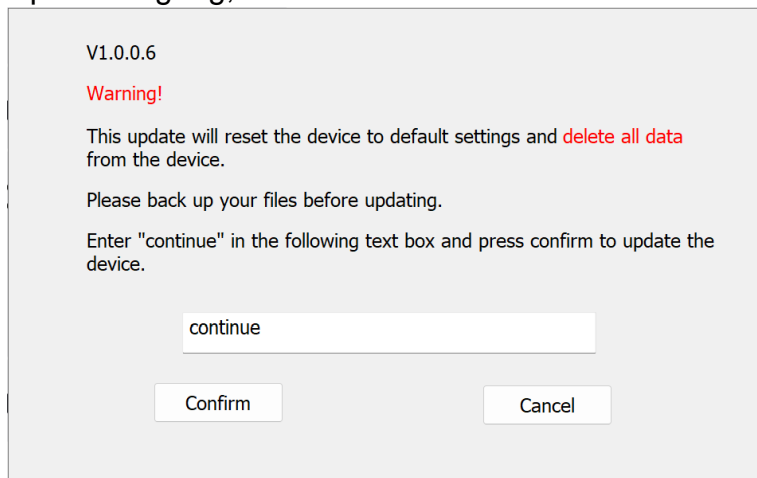 V1.0.0.6
Warning!
This update will reset the device to default settings and delete all data
from the device.
Please back up your files before updating.
Enter "continue" in the following text box and press confirm to update the
device.
continue
Confirm
Cancel